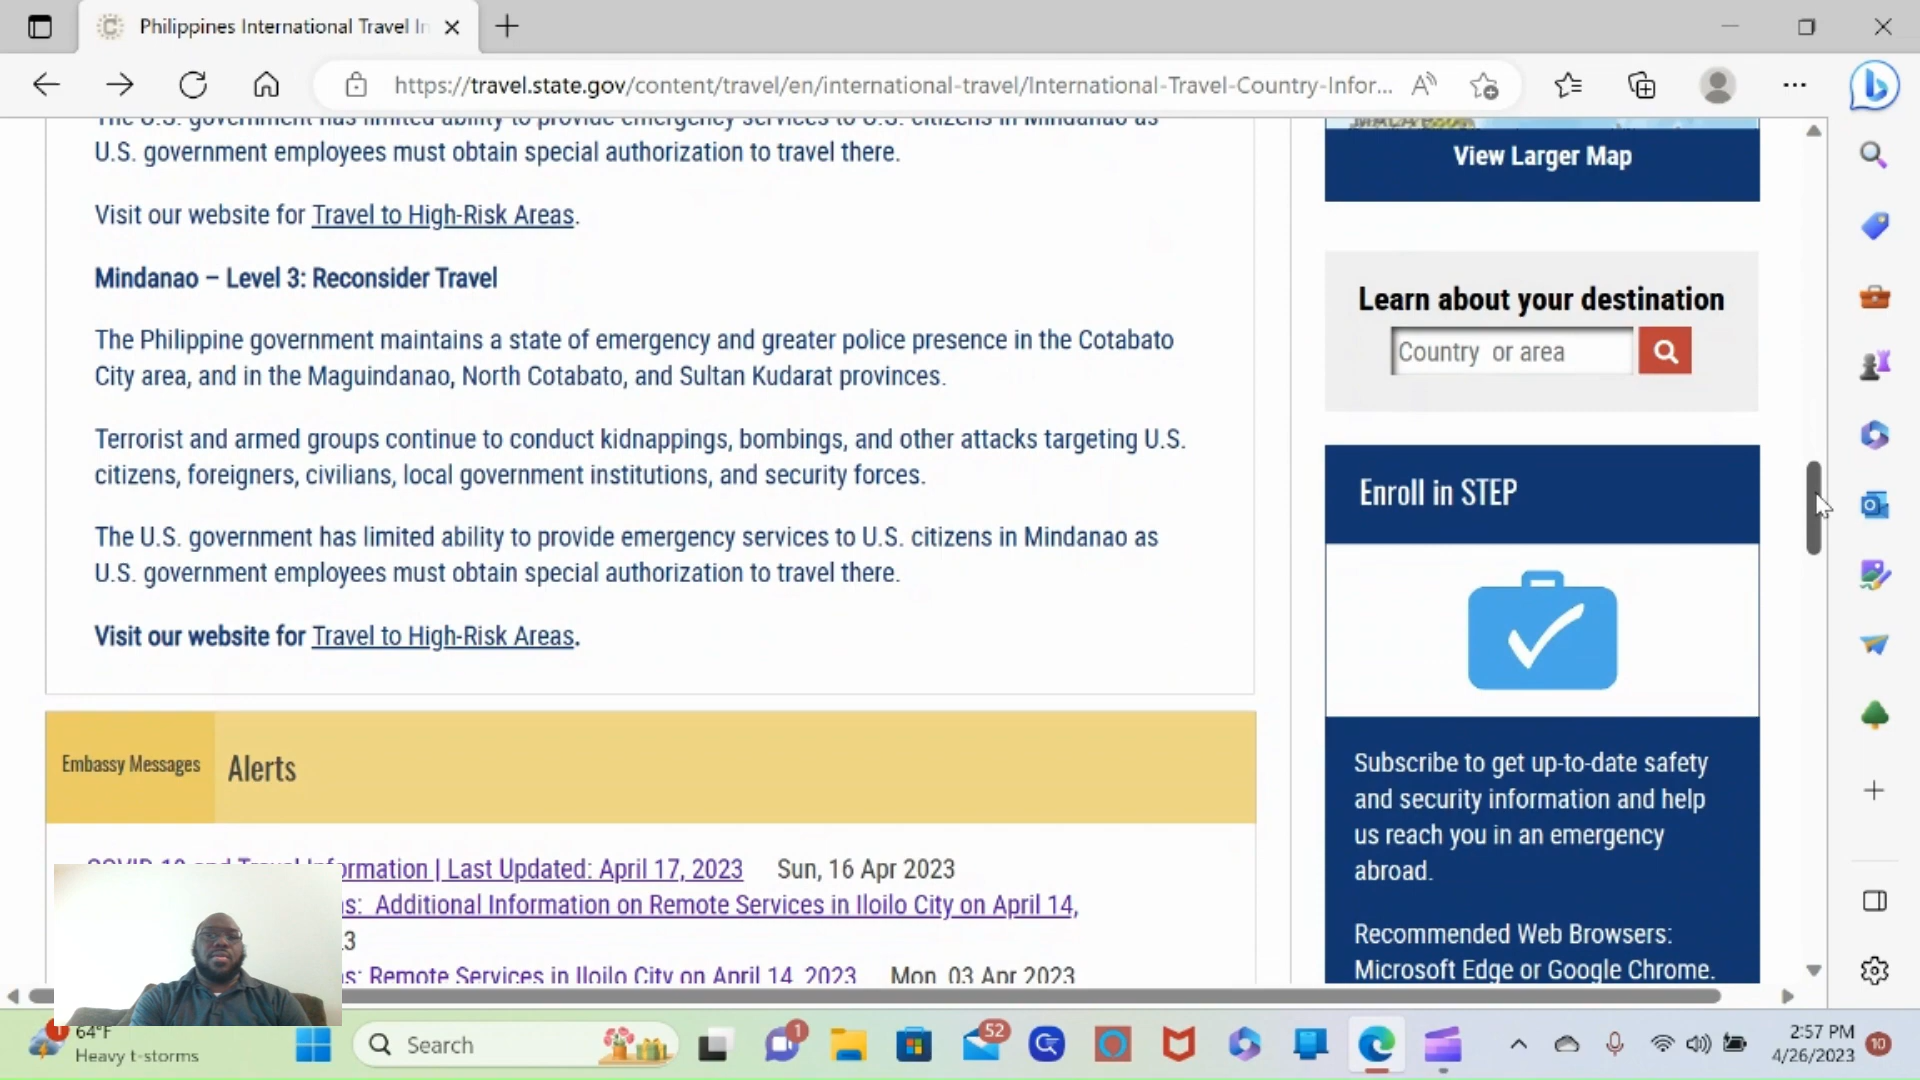 Philippines International Travel In
https://travel.state.gov/content/travel/en/international-travel/International-Travel-Country-Infor...
The U.S. government has limited ability to provide emergency services to U.S. citizens in Mindanao as
U.S. government employees must obtain special authorization to travel there.
Visit our website for Travel to High-Risk Areas.
Mindanao – Level 3: Reconsider Travel
The Philippine government maintains a state of emergency and greater police presence in the Cotabato
City area, and in the Maguindanao, North Cotabato, and Sultan Kudarat provinces.
Terrorist and armed groups continue to conduct kidnappings, bombings, and other attacks targeting U.S.
citizens, foreigners, civilians, local government institutions, and security forces.
The U.S. government has limited ability to provide emergency services to U.S. citizens in Mindanao as
U.S. government employees must obtain special authorization to travel there.
Visit our website for Travel to High-Risk Areas.
Embassy Messages
Alerts
COVID-19 and Travel Information | Last Updated: April 17, 2023 Sun, 16 Apr 2023
s: Additional Information on Remote Services in Iloilo City on April 14,
3
s: Remote Services in Iloilo City on April 14, 2023 Mon, 03 Apr 2023
View Larger Map
Learn about your destination
Country or area
Enroll in STEP
Subscribe to get up-to-date safety
and security information and help
us reach you in an emergency
abroad.
Recommended Web Browsers:
Microsoft Edge or Google Chrome.
1
64°F
Heavy t-storms
Search
1
52
2:57 PM
4/26/2023
10